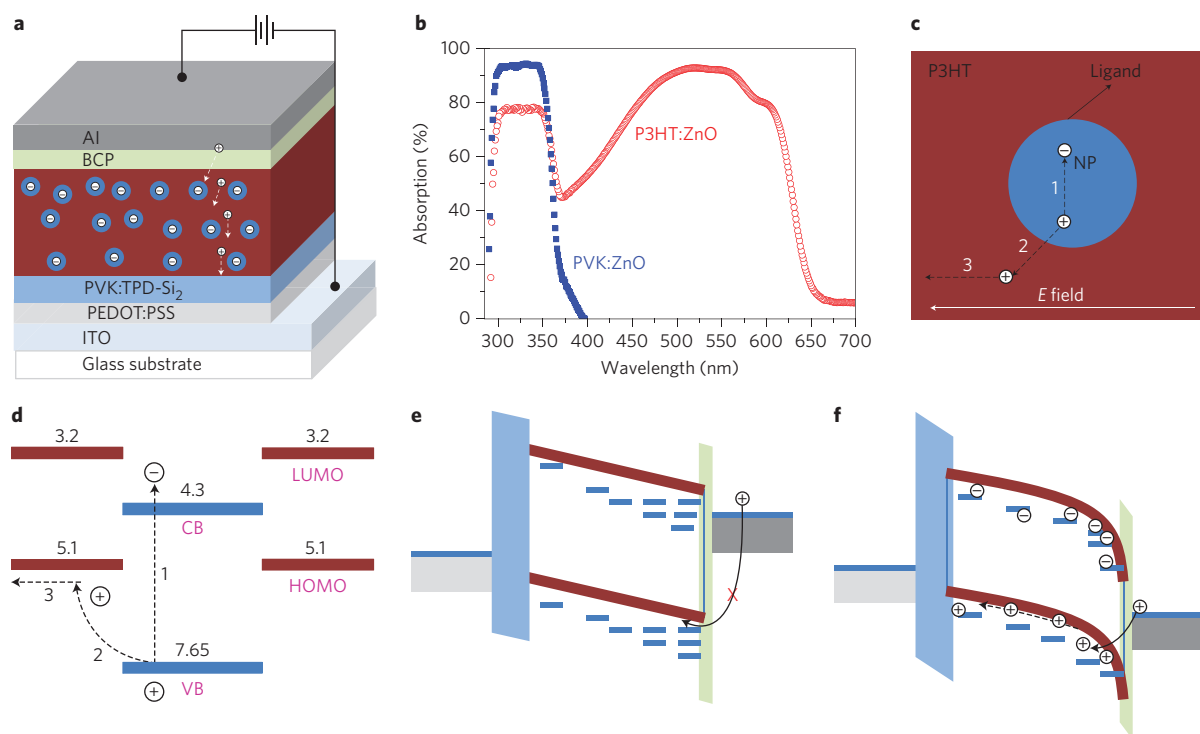 a
Al
BCP
PVK:TPD-Si2
PEDOT:PSS
ITO
Glass substrate
b
100
80
60
40
20
0
Absorption (%)
P3HT:ZnO
PVK:ZnO
300 350 400 450 500 550 600 650 700
Wavelength (nm)
c
P3HT
Ligand
NP
1
2
3
E field
d
3.2
3.2
LUMO
4.3
CB
5.1
5.1
HOMO
1
3
2
7.65
VB
e
X
f